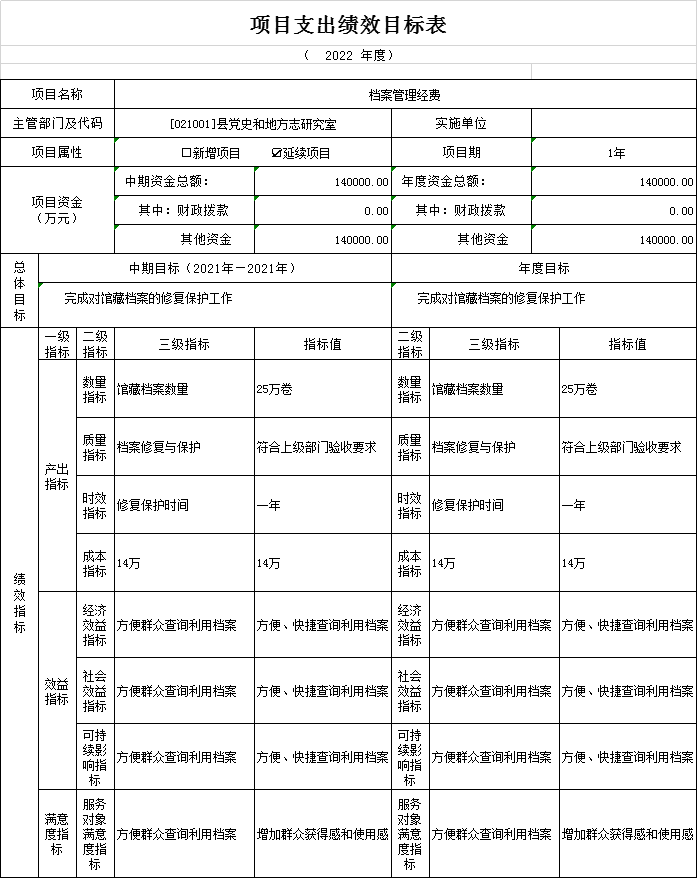 项目支出绩效目标表
（ 2022 年度）
项目名称 档案管理经费
主管部门及代码 [021001]县党史和地方志研究室 实施单位
项目属性 □新增项目 ☑延续项目 项目期 1年
项目资金
（万元）
中期资金总额： 140000.00 年度资金总额： 140000.00
其中：财政拨款 0.00 其中：财政拨款 0.00
其他资金 140000.00 其他资金 140000.00
总体目标
中期目标（2021年—2021年） 年度目标
完成对馆藏档案的修复保护工作 完成对馆藏档案的修复保护工作
绩效指标
一级指标 二级指标 三级指标 指标值 二级指标 三级指标 指标值
产出指标
数量指标 馆藏档案数量 25万卷 数量指标 馆藏档案数量 25万卷
质量指标 档案修复与保护 符合上级部门验收要求 质量指标 档案修复与保护 符合上级部门验收要求
时效指标 修复保护时间 一年 时效指标 修复保护时间 一年
成本指标 14万 14万 成本指标 14万 14万
效益指标
经济效益指标 方便群众查询利用档案 方便、快捷查询利用档案 经济效益指标 方便群众查询利用档案 方便、快捷查询利用档案
社会效益指标 方便群众查询利用档案 方便、快捷查询利用档案 社会效益指标 方便群众查询利用档案 方便、快捷查询利用档案
可持续影响指标 方便群众查询利用档案 方便、快捷查询利用档案 可持续影响指标 方便群众查询利用档案 方便、快捷查询利用档案
满意度指标
服务对象满意度指标 方便群众查询利用档案 增加群众获得感和使用感 服务对象满意度指标 方便群众查询利用档案 增加群众获得感和使用感